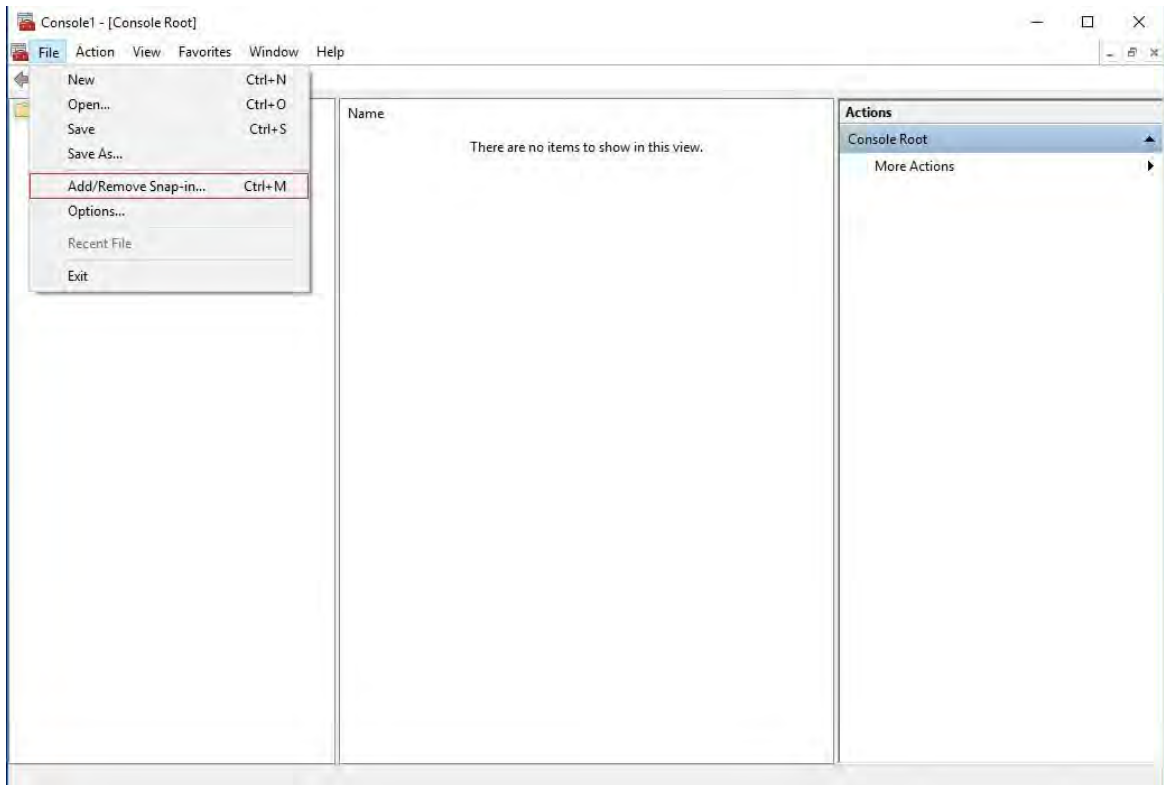 Console1 - [Console Root]
File Action View Favorites Window Help
New Ctrl+N
Open... Ctrl+O
Save Ctrl+S
Save As...
Add/Remove Snap-in... Ctrl+M
Options...
Recent File
Exit
Name
There are no items to show in this view.
Actions
Console Root
More Actions